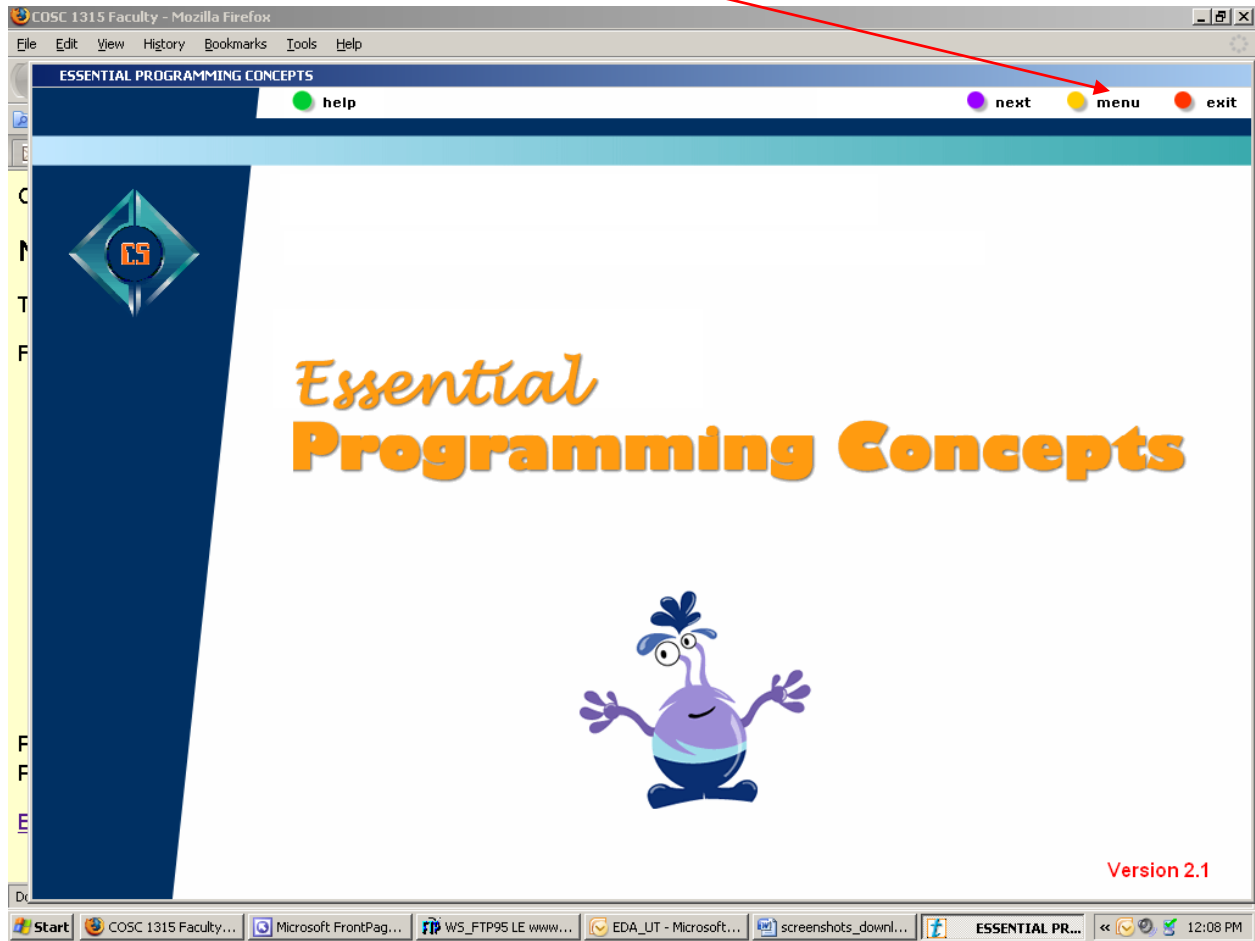 COSC 1315 Faculty - Mozilla Firefox
File Edit View History Bookmarks Tools Help
ESSENTIAL PROGRAMMING CONCEPTS
help next menu exit
CS
Essential
Programming Concepts
Version 2.1
Start COSC 1315 Faculty... Microsoft FrontPag... WS_FTP95 LE www... EDA_UT - Microsoft... screenshots_downl... ESSENTIAL PR... « 12:08 PM